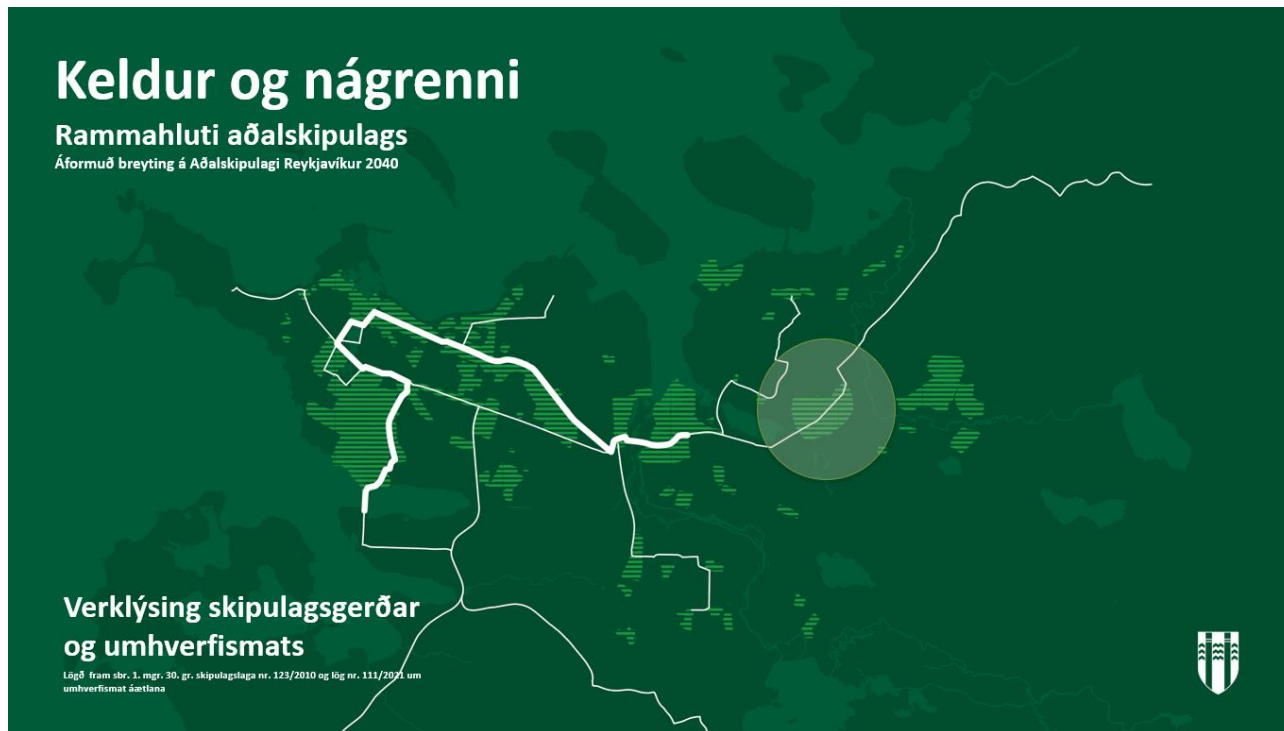 Keldur og nágrenni
Rammahluti aðalskipulags
Áformuð breyting á Aðalskipulagi Reykjavíkur 2040
Verklýsing skipulagsgerðar
og umhverfismats
Lögð fram sbr. 1. mgr. 30. gr. skipulagslaga nr. 123/2010 og lög nr. 111/2021 um
umhverfismat áætlana